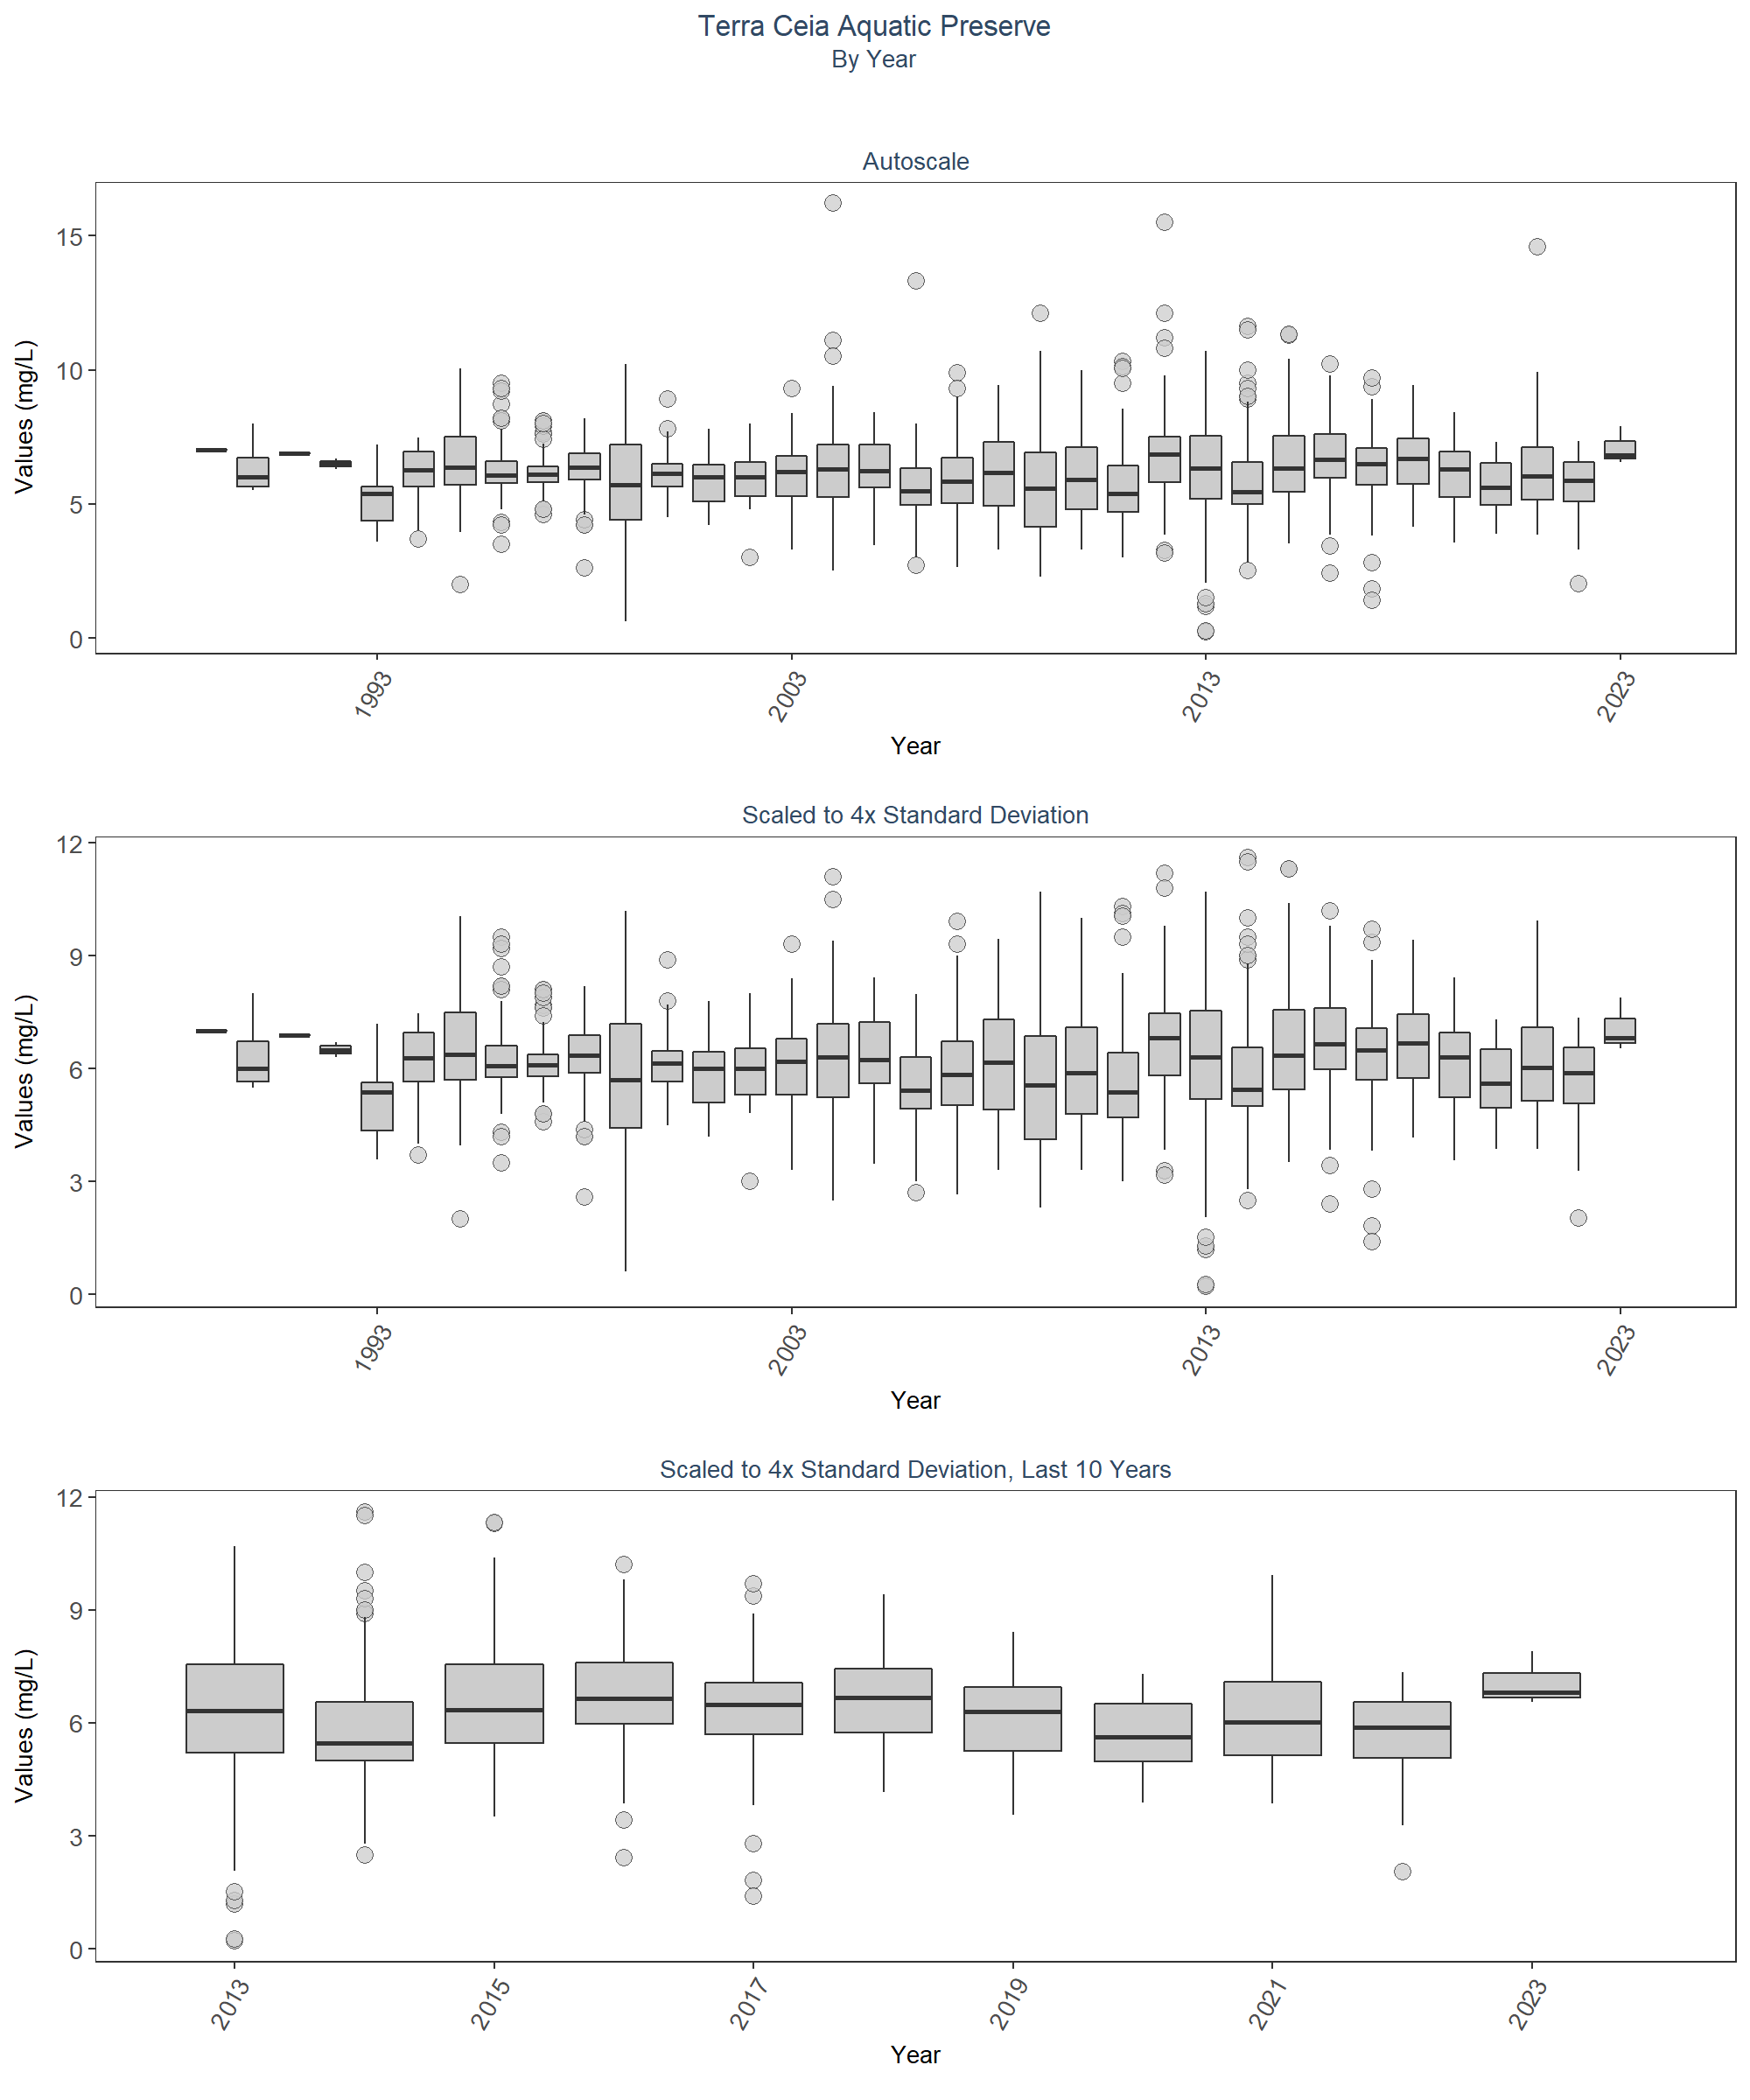 Terra Ceia Aquatic Preserve
By Year
Autoscale
Values (mg/L)
15
10
5
0
1993
2003
2013
2023
Year
Scaled to 4x Standard Deviation
Values (mg/L)
12
9
6
3
0
1993
2003
2013
2023
Year
Scaled to 4x Standard Deviation, Last 10 Years
Values (mg/L)
12
9
6
3
0
2013
2015
2017
2019
2021
2023
Year